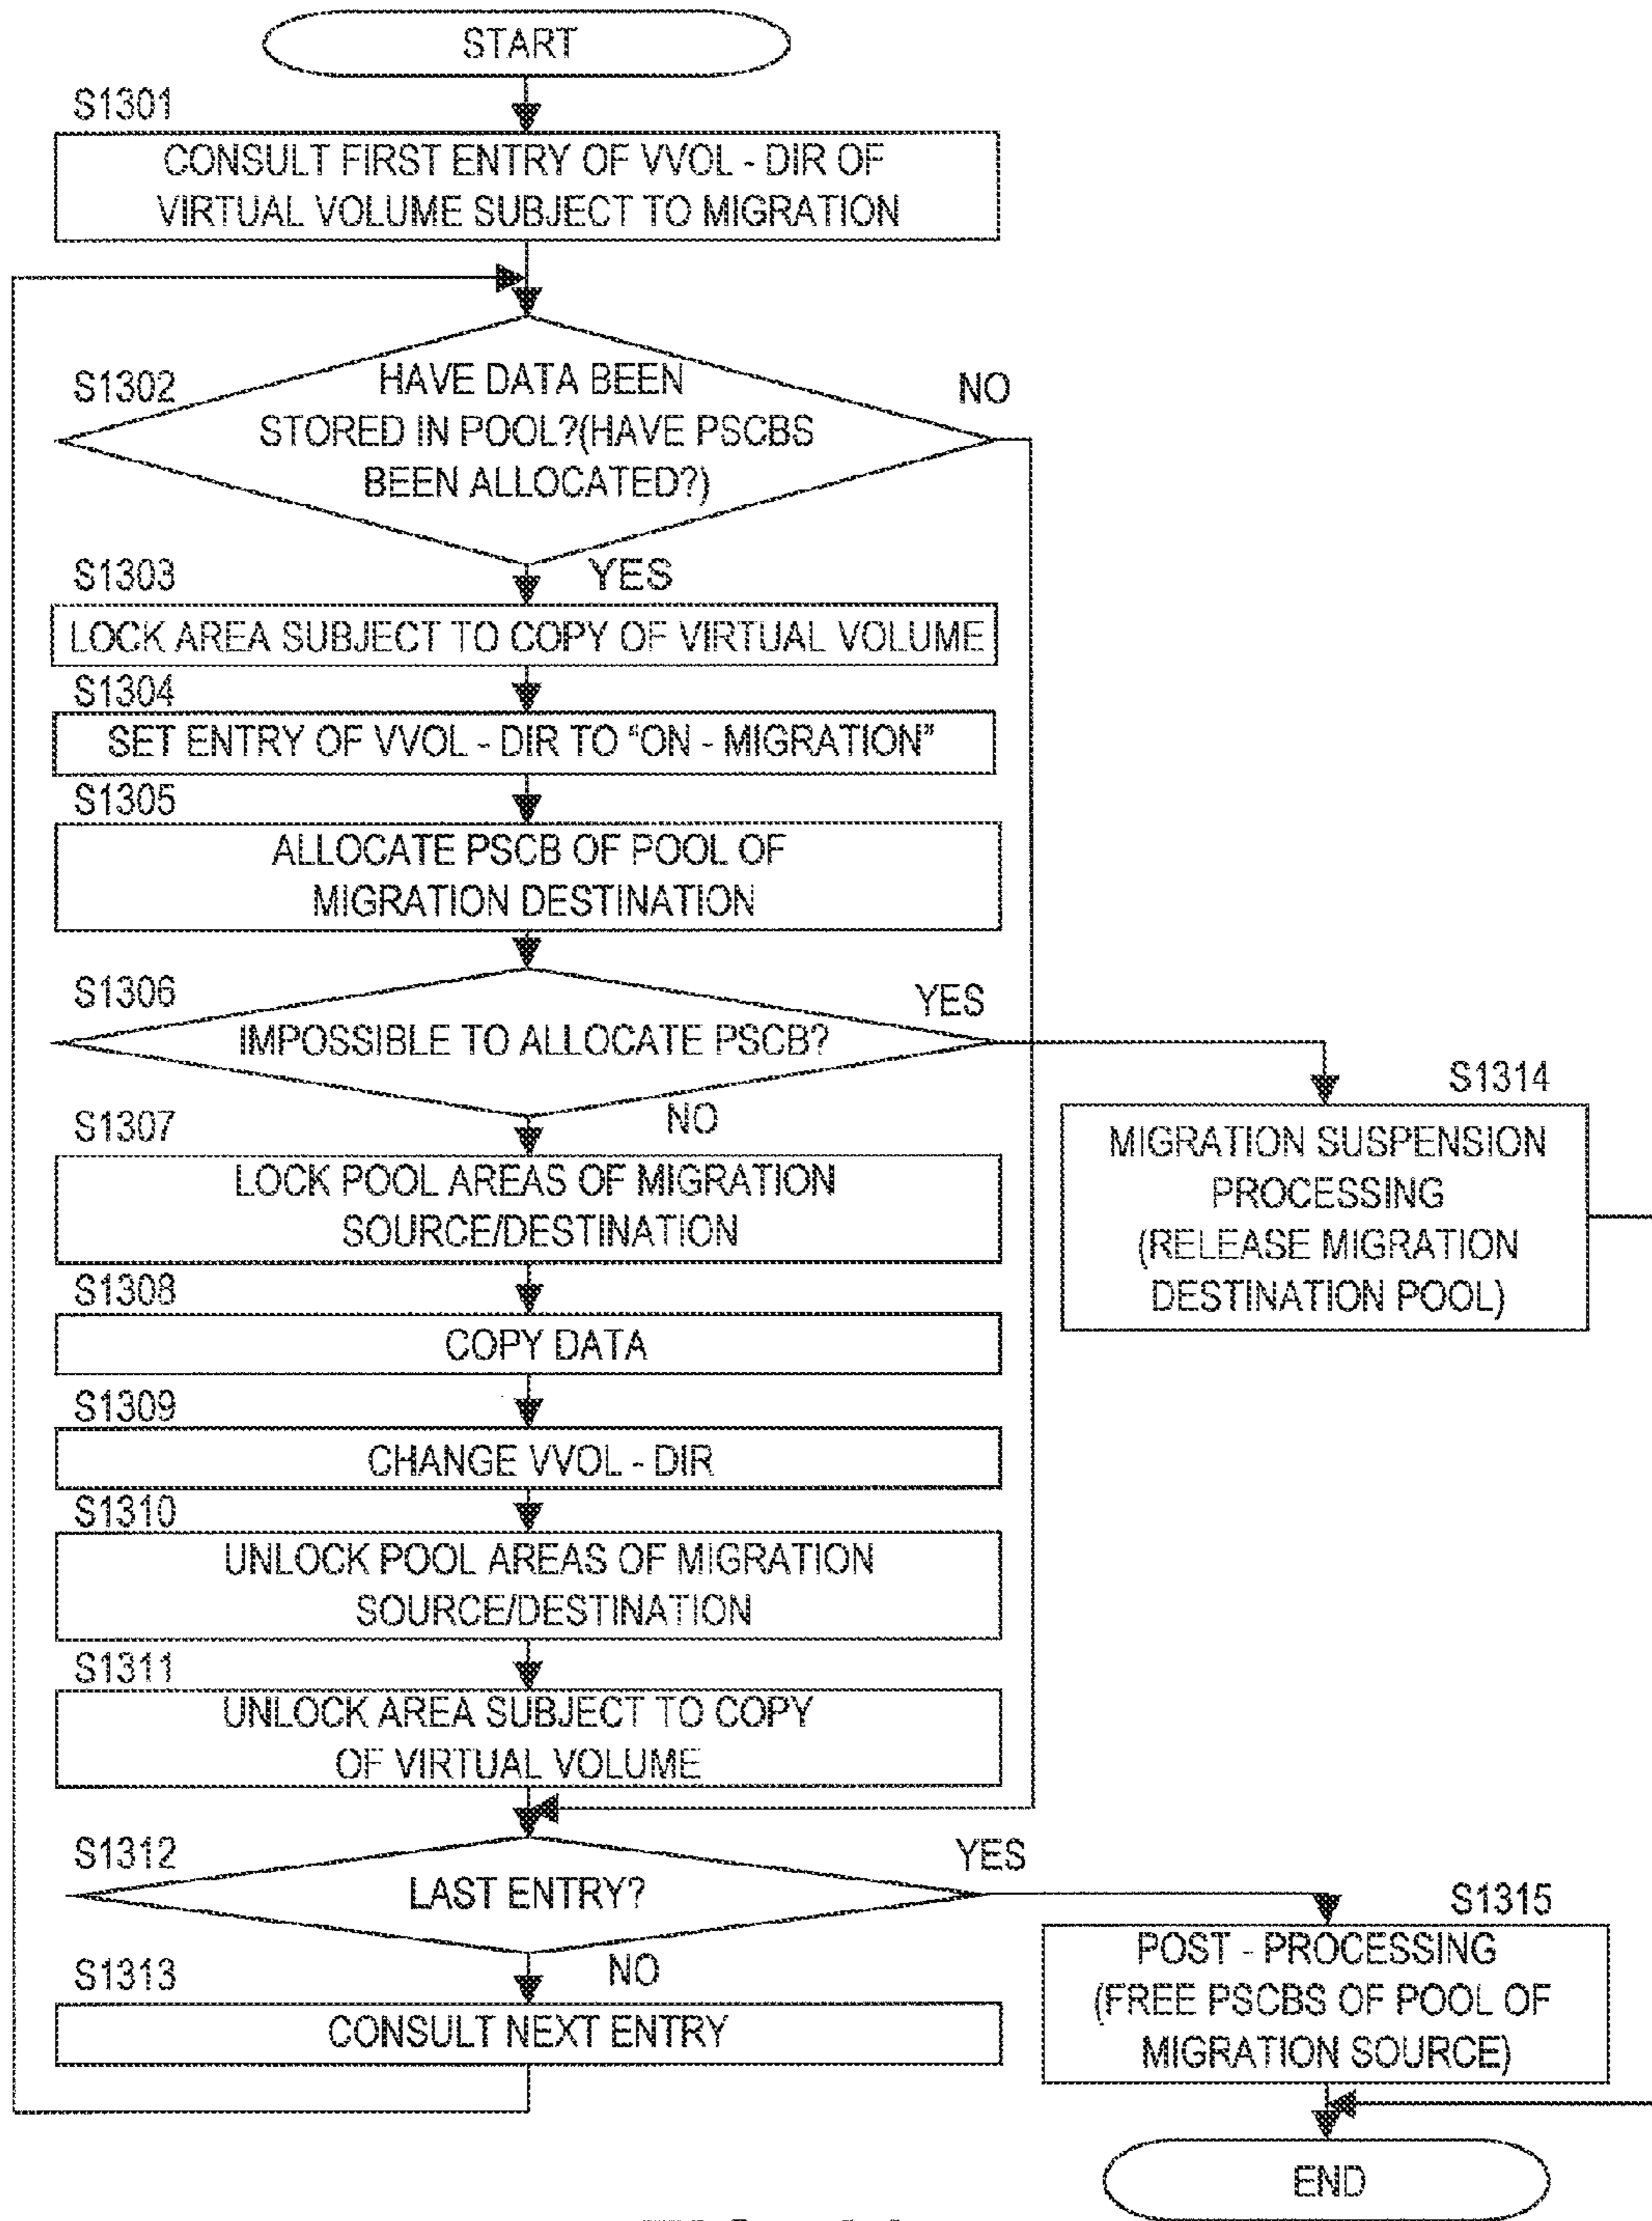 START
S1301
CONSULT FIRST ENTRY OF VVOL - DIR OF
VIRTUAL VOLUME SUBJECT TO MIGRATION
S1302
HAVE DATA BEEN
STORED IN POOL?(HAVE PSCBS
BEEN ALLOCATED?)
NO
YES
S1303
LOCK AREA SUBJECT TO COPY OF VIRTUAL VOLUME
S1304
SET ENTRY OF VVOL - DIR TO "ON - MIGRATION"
S1305
ALLOCATE PSCB OF POOL OF
MIGRATION DESTINATION
S1306
IMPOSSIBLE TO ALLOCATE PSCB?
YES
NO
S1314
MIGRATION SUSPENSION
PROCESSING
(RELEASE MIGRATION
DESTINATION POOL)
S1307
LOCK POOL AREAS OF MIGRATION
SOURCE/DESTINATION
S1308
COPY DATA
S1309
CHANGE VVOL - DIR
S1310
UNLOCK POOL AREAS OF MIGRATION
SOURCE/DESTINATION
S1311
UNLOCK AREA SUBJECT TO COPY
OF VIRTUAL VOLUME
S1312
LAST ENTRY?
YES
NO
S1313
CONSULT NEXT ENTRY
S1315
POST - PROCESSING
(FREE PSCBS OF POOL OF
MIGRATION SOURCE)
END